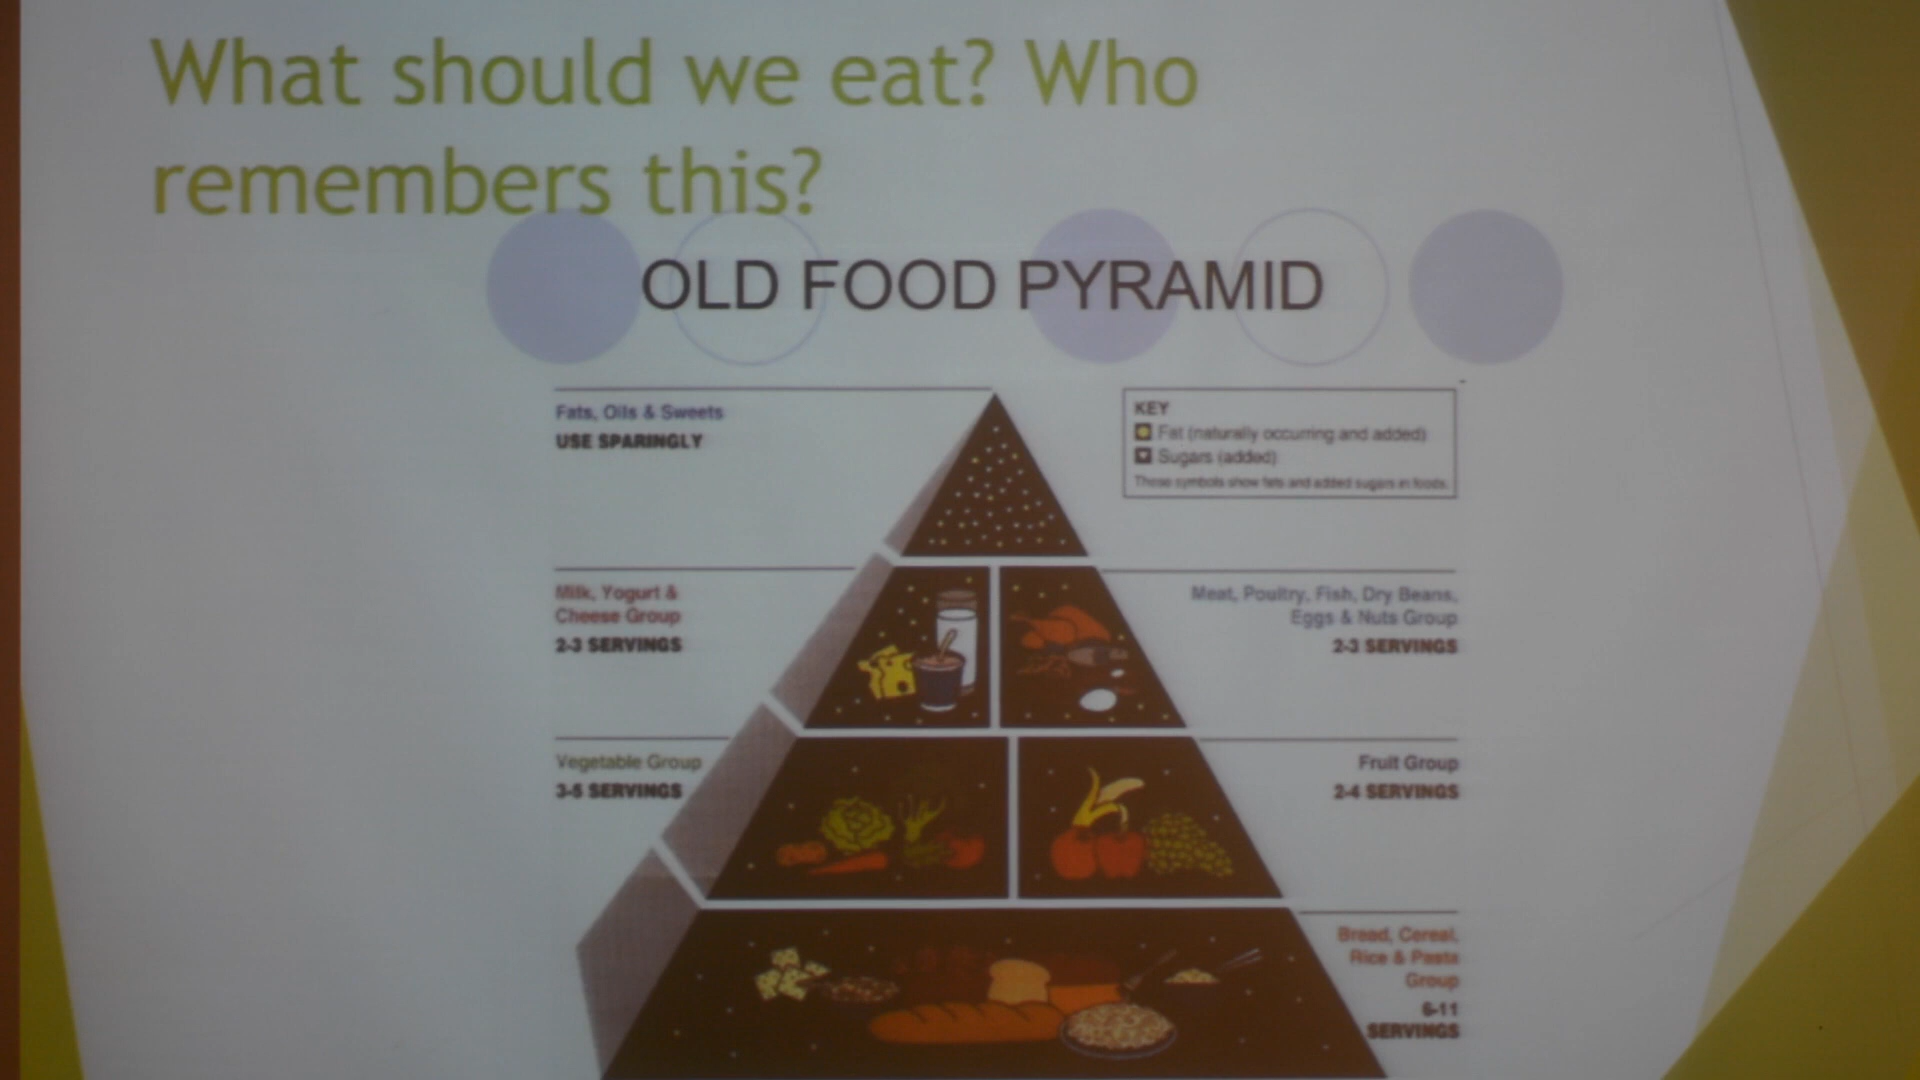 What should we eat? Who
remembers this?
OLD FOOD PYRAMID
Fats, Oils & Sweets
USE SPARINGLY
KEY
Fat (naturally occurring and added)
Sugars (added)
These symbols show fats and added sugars in foods.
Milk, Yogurt &
Cheese Group
2-3 SERVINGS
Meat, Poultry, Fish, Dry Beans,
Eggs & Nuts Group
2-3 SERVINGS
Vegetable Group
3-5 SERVINGS
Fruit Group
2-4 SERVINGS
Bread, Cereal,
Rice & Pasta
Group
6-11
SERVINGS